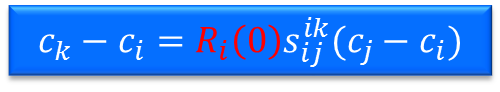 $c_k - c_i = R_i(0)s_{ij}^{ik}(c_j - c_i)$